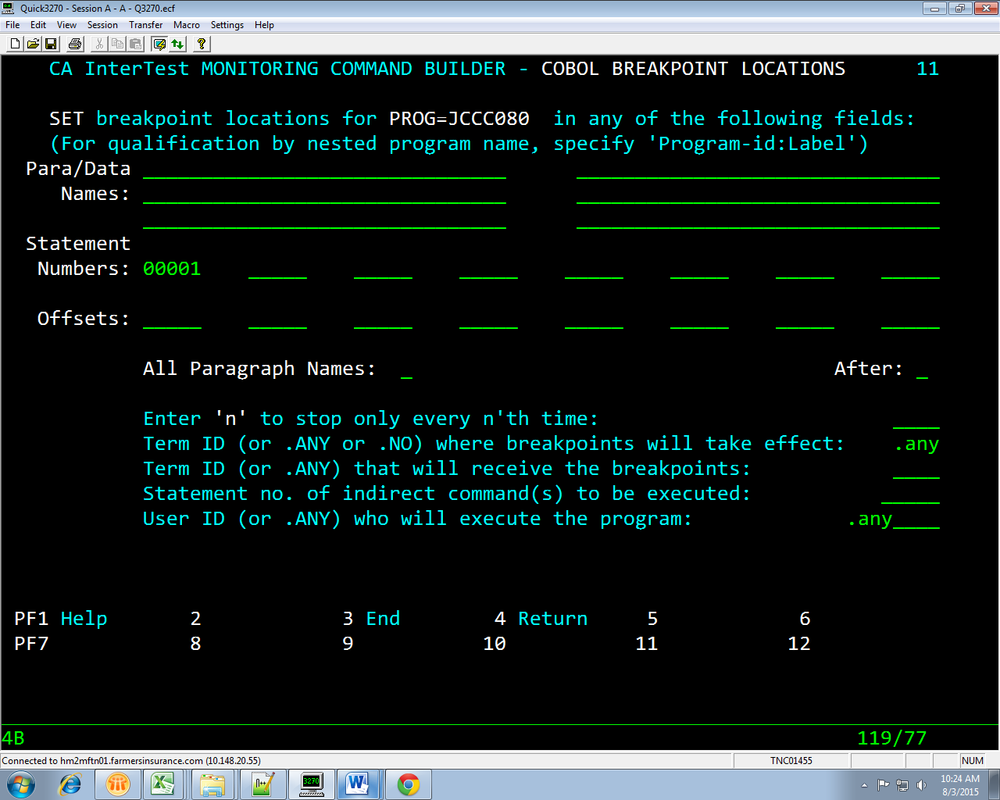 Quick3270 - Session A - A - Q3270.ecf
File Edit View Session Transfer Macro Settings Help
CA InterTest MONITORING COMMAND BUILDER - COBOL BREAKPOINT LOCATIONS 11
SET breakpoint locations for PROG=JCCC080 in any of the following fields:
(For qualification by nested program name, specify 'Program-id:Label')
Para/Data
Names:
Statement
Numbers: 00001
Offsets:
All Paragraph Names: _ After: _
Enter 'n' to stop only every n'th time: ____
Term ID (or .ANY or .NO) where breakpoints will take effect: .any
Term ID (or .ANY) that will receive the breakpoints: ____
Statement no. of indirect command(s) to be executed: _____
User ID (or .ANY) who will execute the program: .any____
PF1 Help 2 3 End 4 Return 5 6
PF7 8 9 10 11 12
4B 119/77
Connected to hm2mftn01.farmersinsurance.com (10.148.20.55) TNC01455 NUM
3270
10:24 AM
8/3/2015